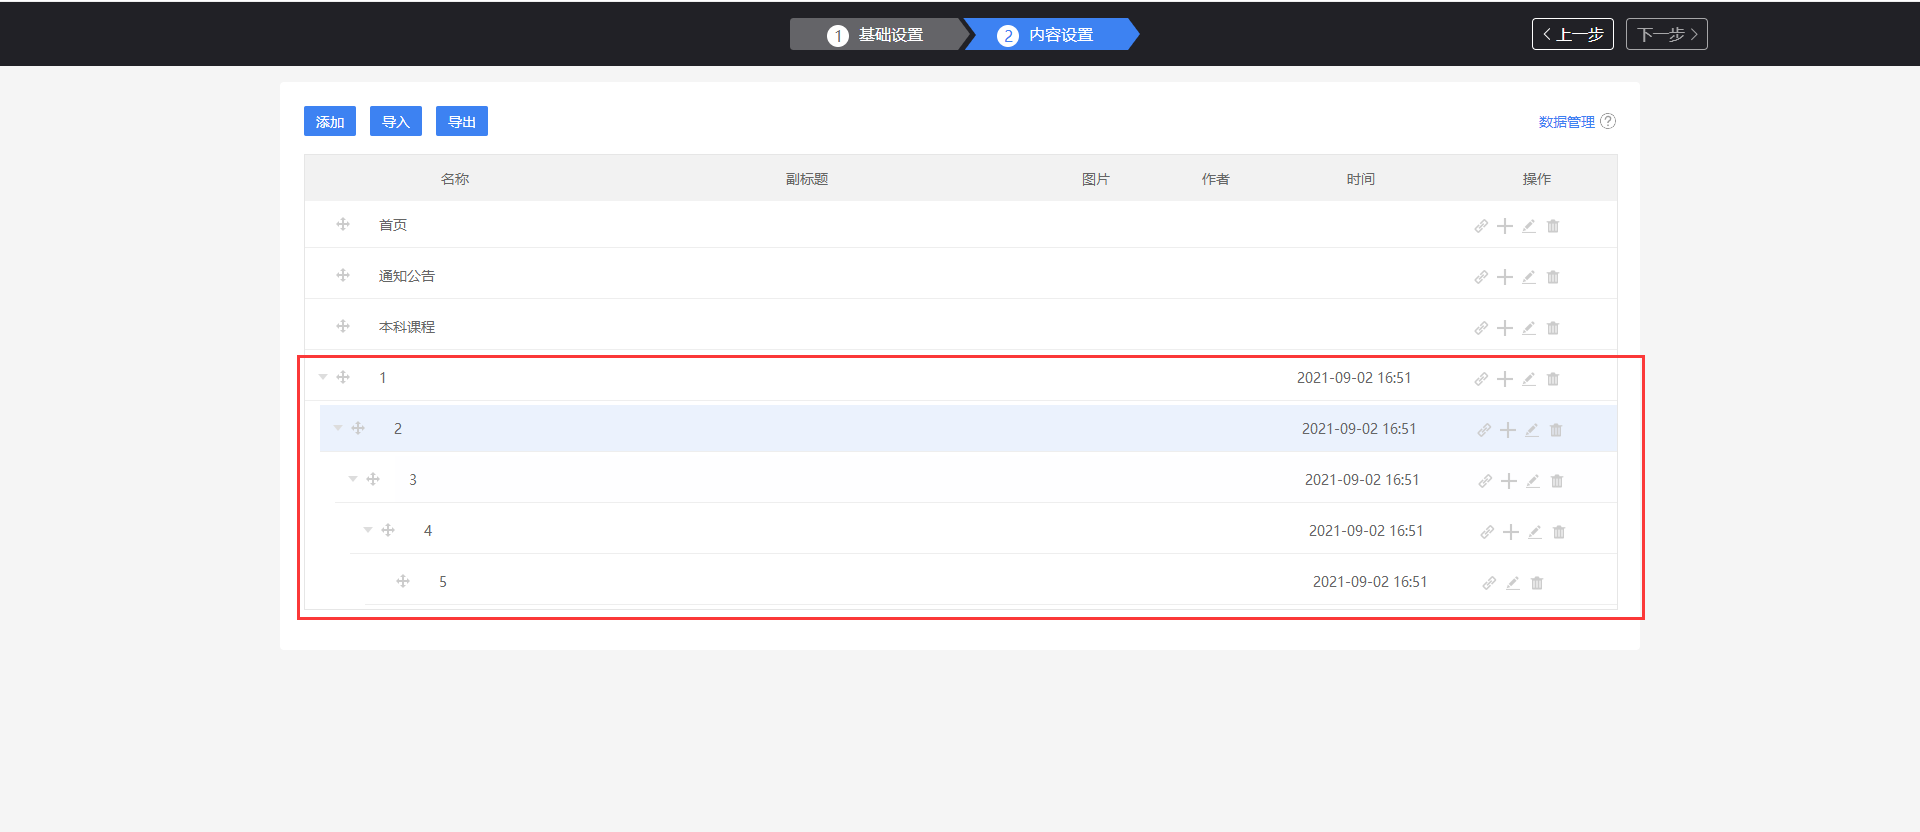 1 基础设置 2 内容设置 上一步 下一步
添加 导入 导出 数据管理 ?
名称 副标题 图片 作者 时间 操作
首页
通知公告
本科课程
1 2021-09-02 16:51
2 2021-09-02 16:51
3 2021-09-02 16:51
4 2021-09-02 16:51
5 2021-09-02 16:51